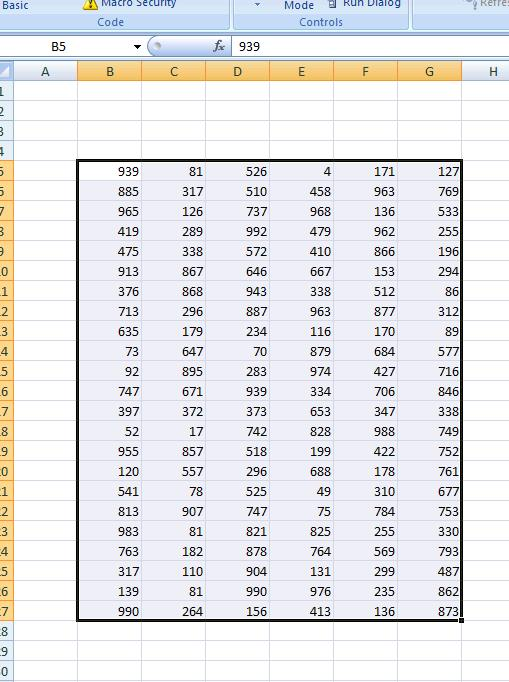 Basic Macro Security Mode Run Dialog Refres
Code Controls
B5 fx 939
A B C D E F G H
1
2
3
4
5 939 81 526 4 171 127
6 885 317 510 458 963 769
7 965 126 737 968 136 533
8 419 289 992 479 962 255
9 475 338 572 410 866 196
10 913 867 646 667 153 294
11 376 868 943 338 512 86
2 713 296 887 963 877 312
3 635 179 234 116 170 89
4 73 647 70 879 684 577
5 92 895 283 974 427 716
6 747 671 939 334 706 846
7 397 372 373 653 347 338
8 52 17 742 828 988 749
9 955 857 518 199 422 752
20 120 557 296 688 178 761
21 541 78 525 49 310 677
22 813 907 747 75 784 753
23 983 81 821 825 255 330
24 763 182 878 764 569 793
25 317 110 904 131 299 487
26 139 81 990 976 235 862
27 990 264 156 413 136 873
28
29
30